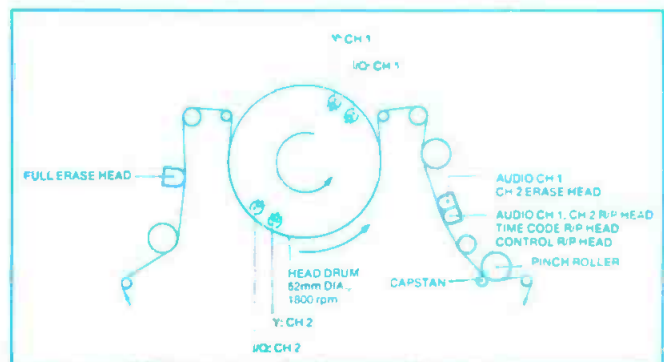 Y: CH 1
I/Q: CH 1
FULL ERASE HEAD
AUDIO CH 1
CH 2 ERASE HEAD
AUDIO CH 1, CH 2 R/P HEAD
TIME CODE R/P HEAD
CONTROL R/P HEAD
PINCH ROLLER
CAPSTAN
HEAD DRUM
62mm DIA.,
1800 rpm
Y: CH 2
I/Q: CH 2